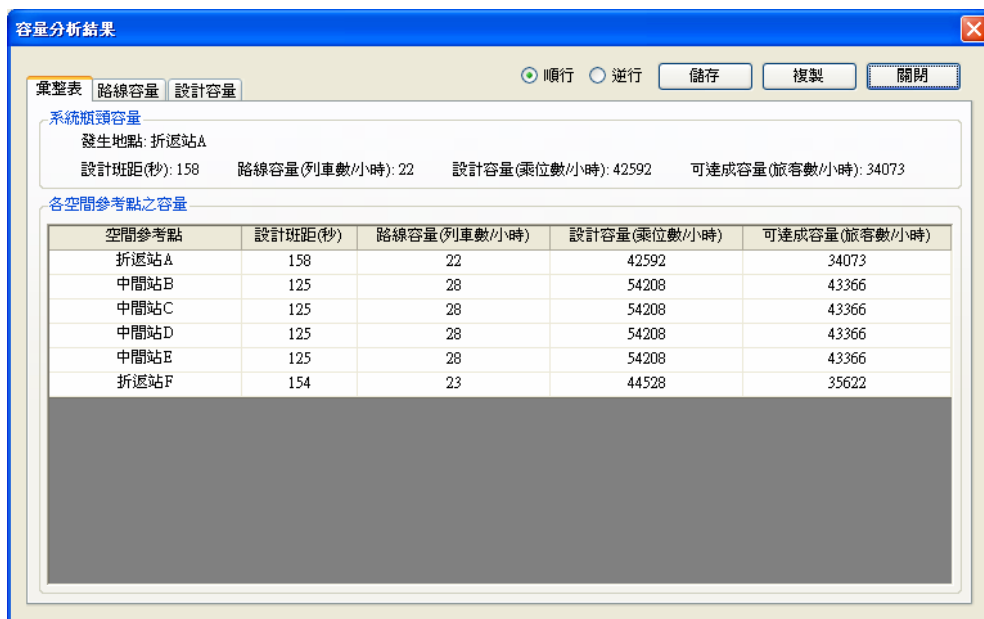 容量分析結果
順行 逆行 儲存 複製 關閉
彙整表 路線容量 設計容量
系統瓶頸容量
發生地點: 折返站A
設計班距(秒): 158 路線容量(列車數/小時): 22 設計容量(乘位數/小時): 42592 可達成容量(旅客數/小時): 34073
各空間參考點之容量
空間參考點 設計班距(秒) 路線容量(列車數/小時) 設計容量(乘位數/小時) 可達成容量(旅客數/小時)
折返站A 158 22 42592 34073
中間站B 125 28 54208 43366
中間站C 125 28 54208 43366
中間站D 125 28 54208 43366
中間站E 125 28 54208 43366
折返站F 154 23 44528 35622